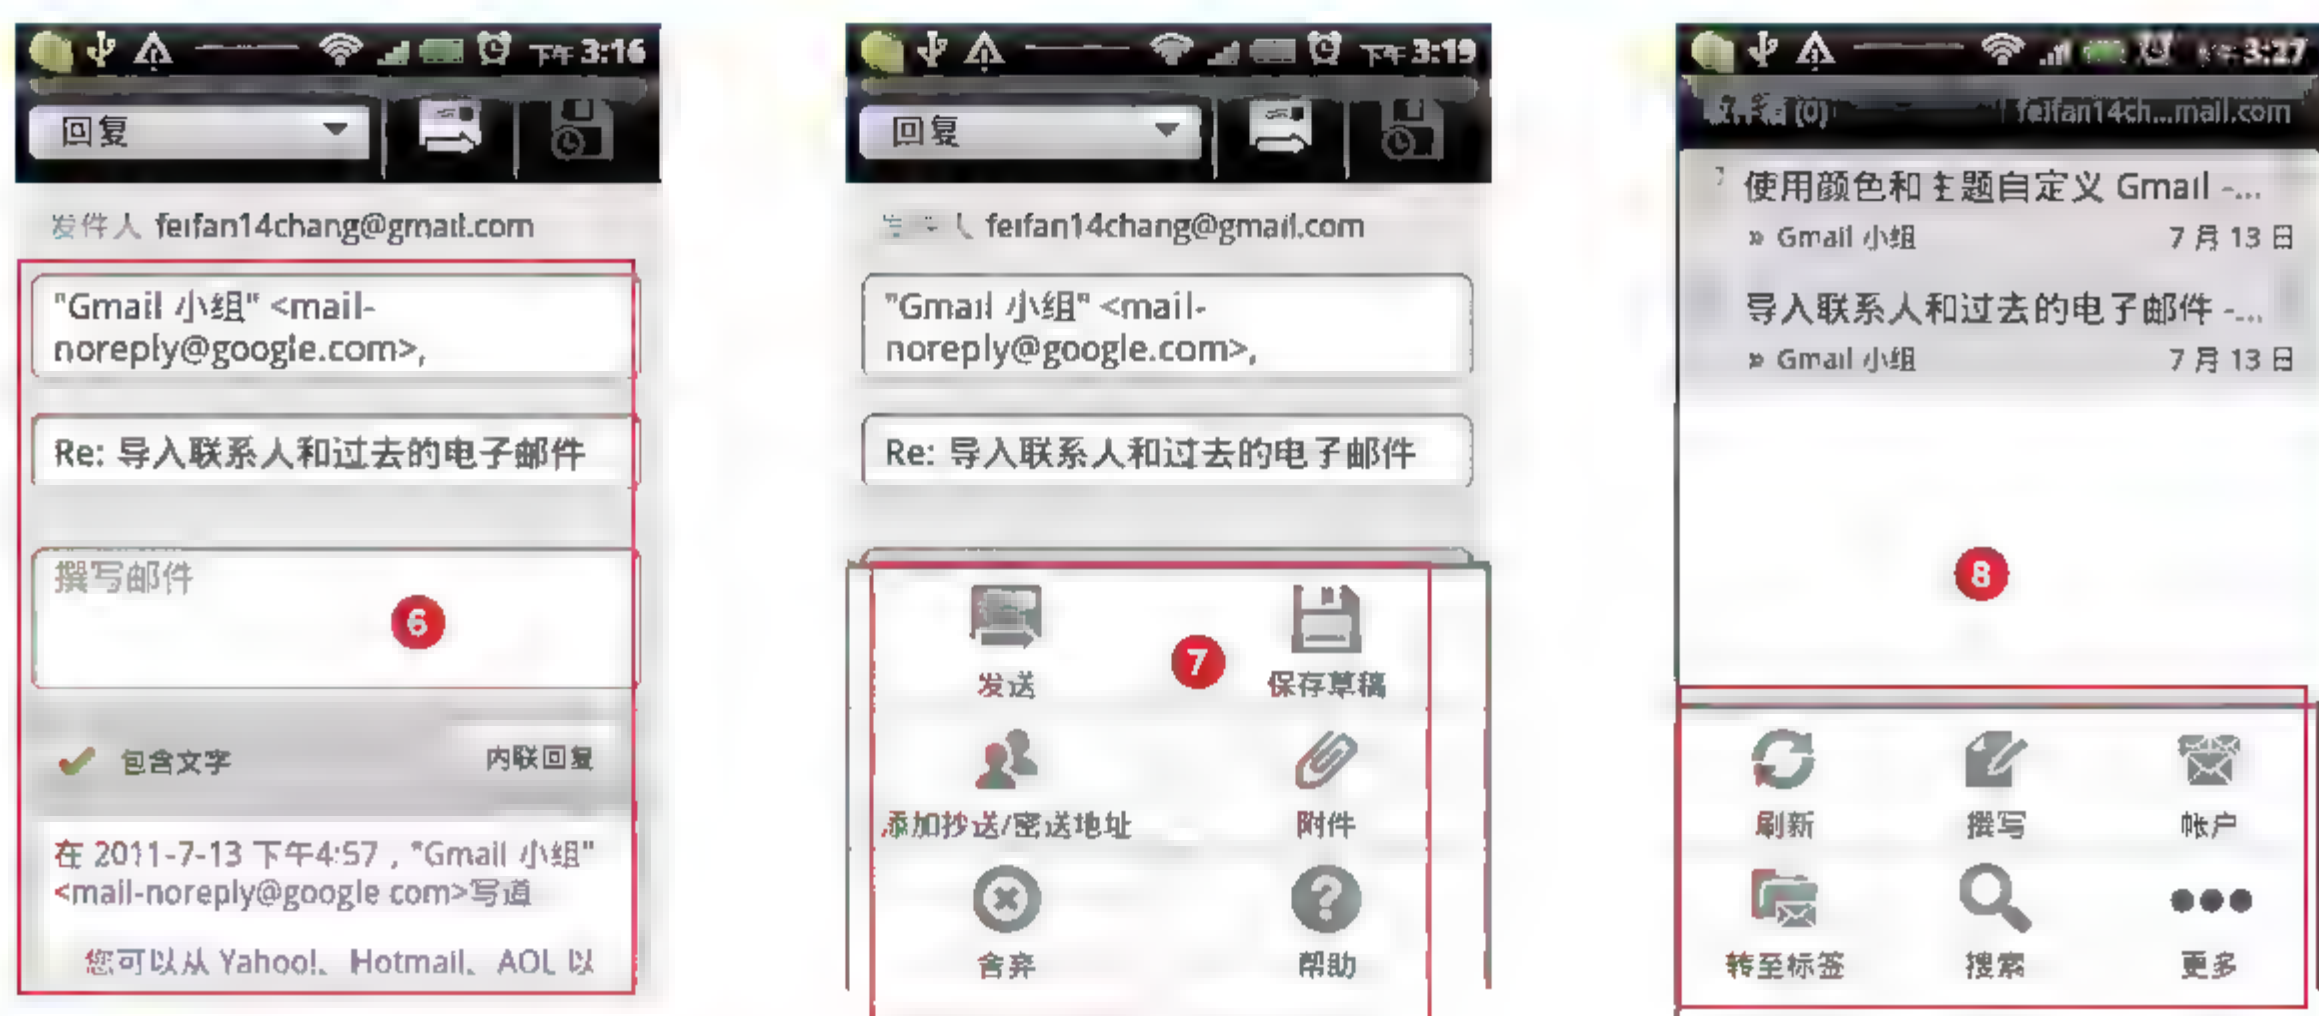 下午 3:16
回复
发件人 feifan14chang@gmail.com
"Gmail 小组" <mail-
noreply@google.com>,
Re: 导入联系人和过去的电子邮件
撰写邮件
6
包含文字 内联回复
在 2011-7-13 下午4:57 , "Gmail 小组"
<mail-noreply@google com>写道
您可以从 Yahoo!、Hotmail、AOL 以
下午 3:19
回复
feifan14chang@gmail.com
"Gmail 小组" <mail-
noreply@google.com>,
Re: 导入联系人和过去的电子邮件
7
发送 保存草稿
添加抄送/密送地址 附件
舍弃 帮助
3:27
收件箱 (0) feifan14ch...mail.com
使用颜色和主题自定义 Gmail -...
» Gmail 小组 7 月 13 日
导入联系人和过去的电子邮件 -...
» Gmail 小组 7 月 13 日
8
刷新 撰写 帐户
转至标签 搜索 更多